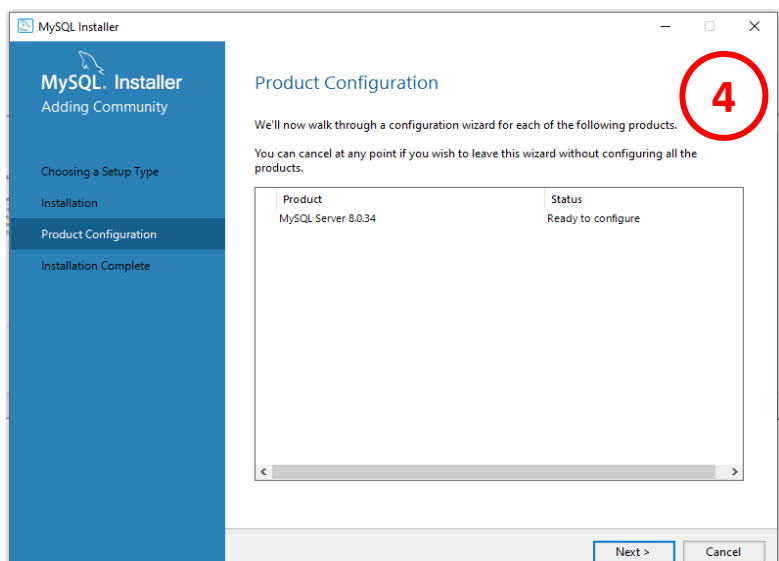 MySQL Installer
MySQL. Installer
Adding Community
Choosing a Setup Type
Installation
Product Configuration
Installation Complete
Product Configuration
4
We'll now walk through a configuration wizard for each of the following products.
You can cancel at any point if you wish to leave this wizard without configuring all the
products.
Product Status
MySQL Server 8.0.34 Ready to configure
Next > Cancel